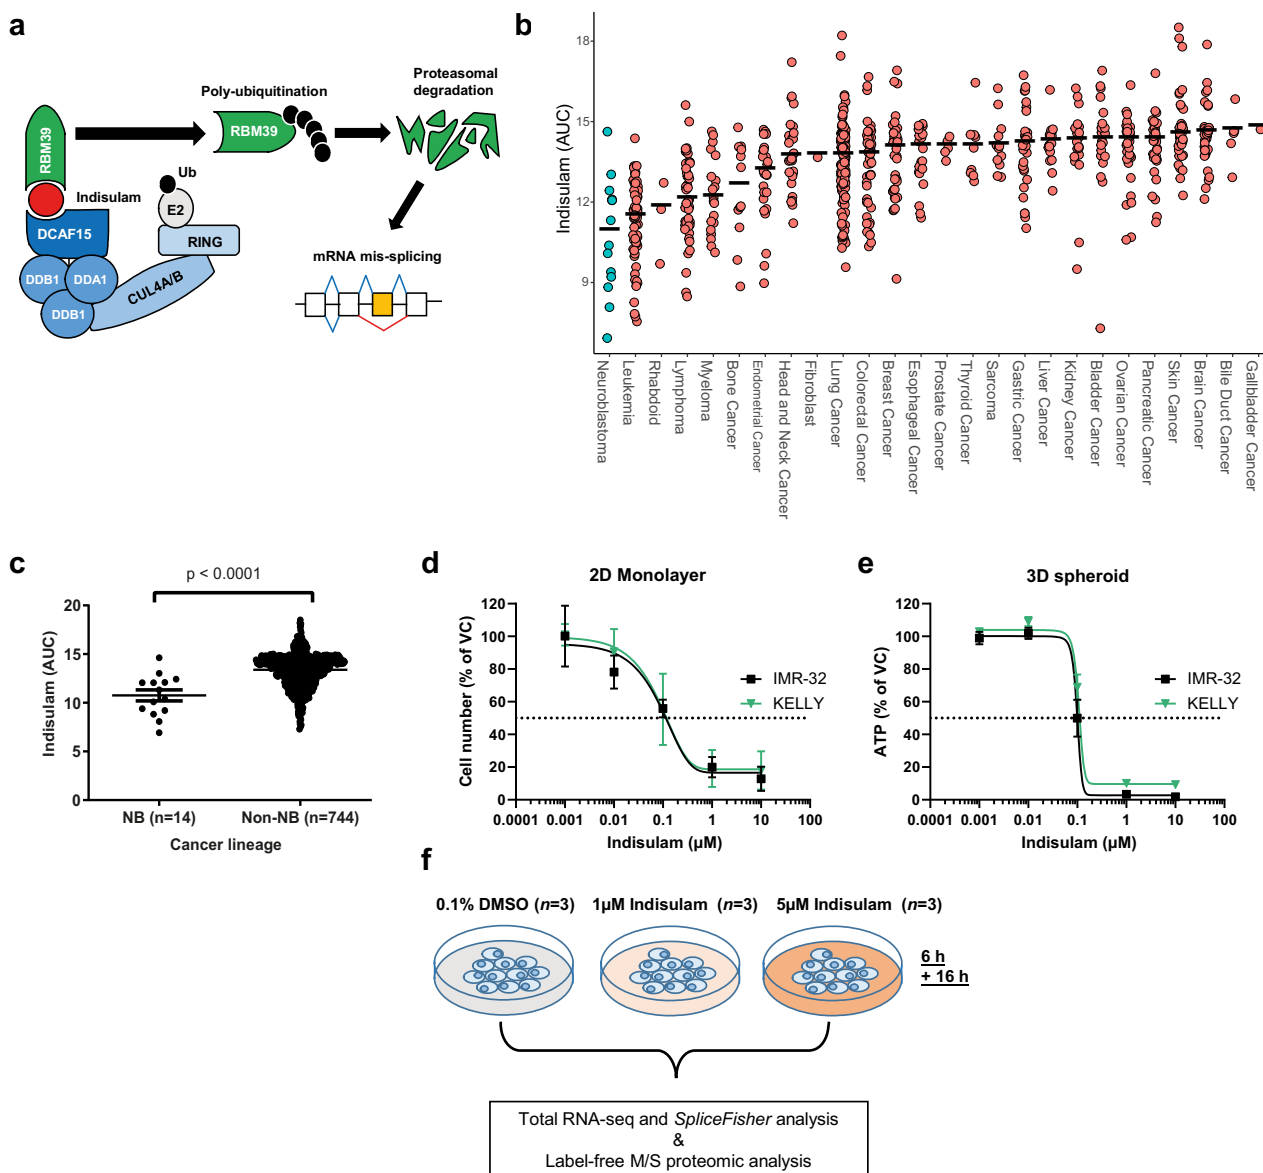 a
Poly-ubiquitination
Proteasomal
degradation
RBM39
RBM39
Ub
Indisulam
E2
DCAF15
RING
DDB1
DDA1
CUL4A/B
DDB1
mRNA mis-splicing
b
Indisulam (AUC)
18
15
12
9
Neuroblastoma
Leukemia
Rhabdoid
Lymphoma
Myeloma
Bone Cancer
Endometrial Cancer
Head and Neck Cancer
Fibroblast
Lung Cancer
Colorectal Cancer
Breast Cancer
Esophageal Cancer
Prostate Cancer
Thyroid Cancer
Sarcoma
Gastric Cancer
Liver Cancer
Kidney Cancer
Bladder Cancer
Ovarian Cancer
Pancreatic Cancer
Skin Cancer
Brain Cancer
Bile Duct Cancer
Gallbladder Cancer
c
p < 0.0001
Indisulam (AUC)
20
15
10
5
0
NB (n=14)
Non-NB (n=744)
Cancer lineage
d
2D Monolayer
Cell number (% of VC)
120
100
80
60
40
20
0
IMR-32
KELLY
0.0001 0.001 0.01 0.1 1 10 100
Indisulam (µM)
e
3D spheroid
ATP (% of VC)
120
100
80
60
40
20
0
IMR-32
KELLY
0.0001 0.001 0.01 0.1 1 10 100
Indisulam (µM)
f
0.1% DMSO (n=3)
1µM Indisulam (n=3)
5µM Indisulam (n=3)
6 h
+ 16 h
Total RNA-seq and SpliceFisher analysis
&
Label-free M/S proteomic analysis